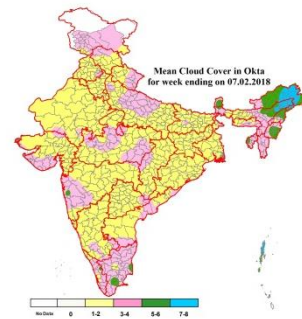 Mean Cloud Cover in Okta
for week ending on 07.02.2018
No Data 0 1-2 3-4 5-6 7-8